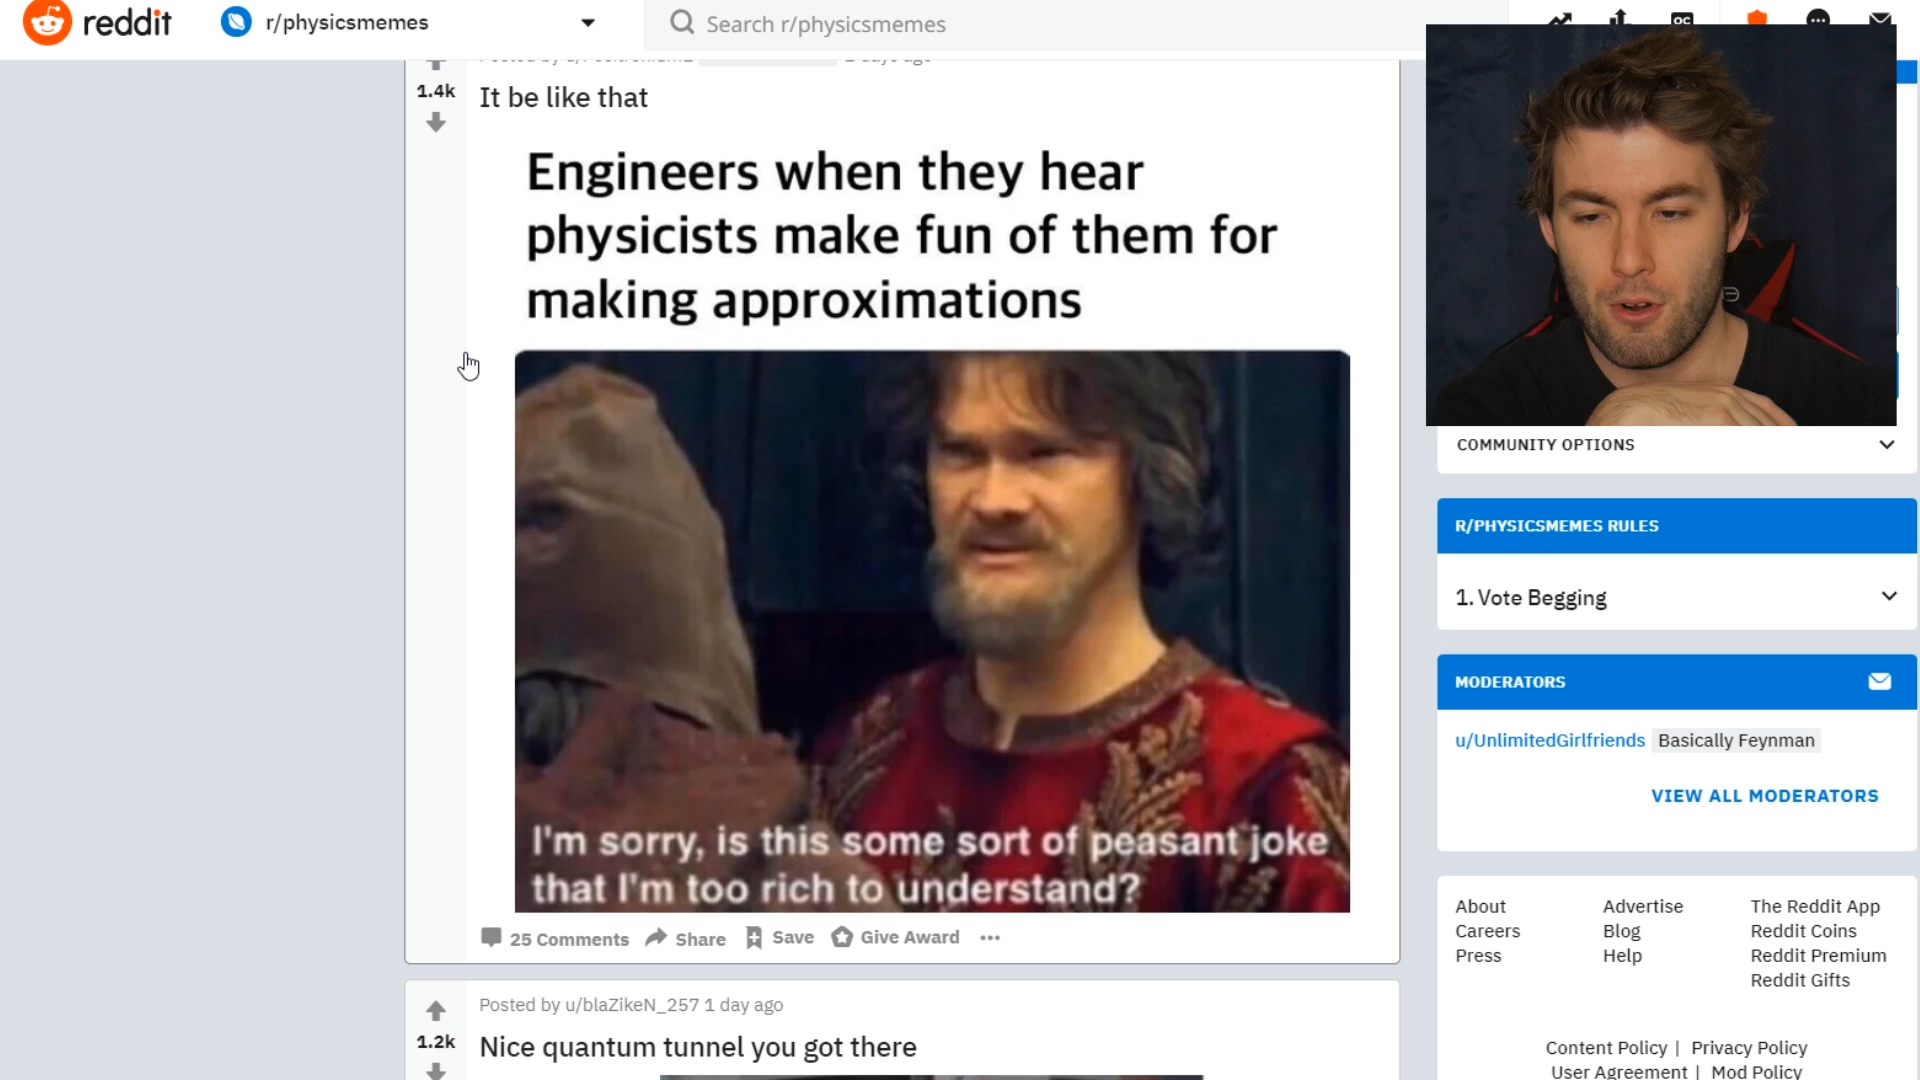 reddit
r/physicsmemes
Search r/physicsmemes
OC
2 days ago
1.4k
It be like that
Engineers when they hear
physicists make fun of them for
making approximations
I'm sorry, is this some sort of peasant joke
that I'm too rich to understand?
25 Comments
Share
Save
Give Award
Posted by u/blaZikeN_257 1 day ago
1.2k
Nice quantum tunnel you got there
COMMUNITY OPTIONS
R/PHYSICSMEMES RULES
1. Vote Begging
MODERATORS
u/UnlimitedGirlfriends Basically Feynman
VIEW ALL MODERATORS
About Advertise The Reddit App
Careers Blog Reddit Coins
Press Help Reddit Premium
Reddit Gifts
Content Policy | Privacy Policy
User Agreement | Mod Policy